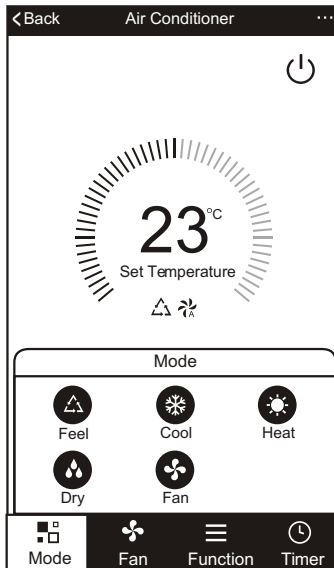 Back Air Conditioner ...
23°C
Set Temperature
A
Mode
Feel Cool Heat
Dry Fan
Mode Fan Function Timer